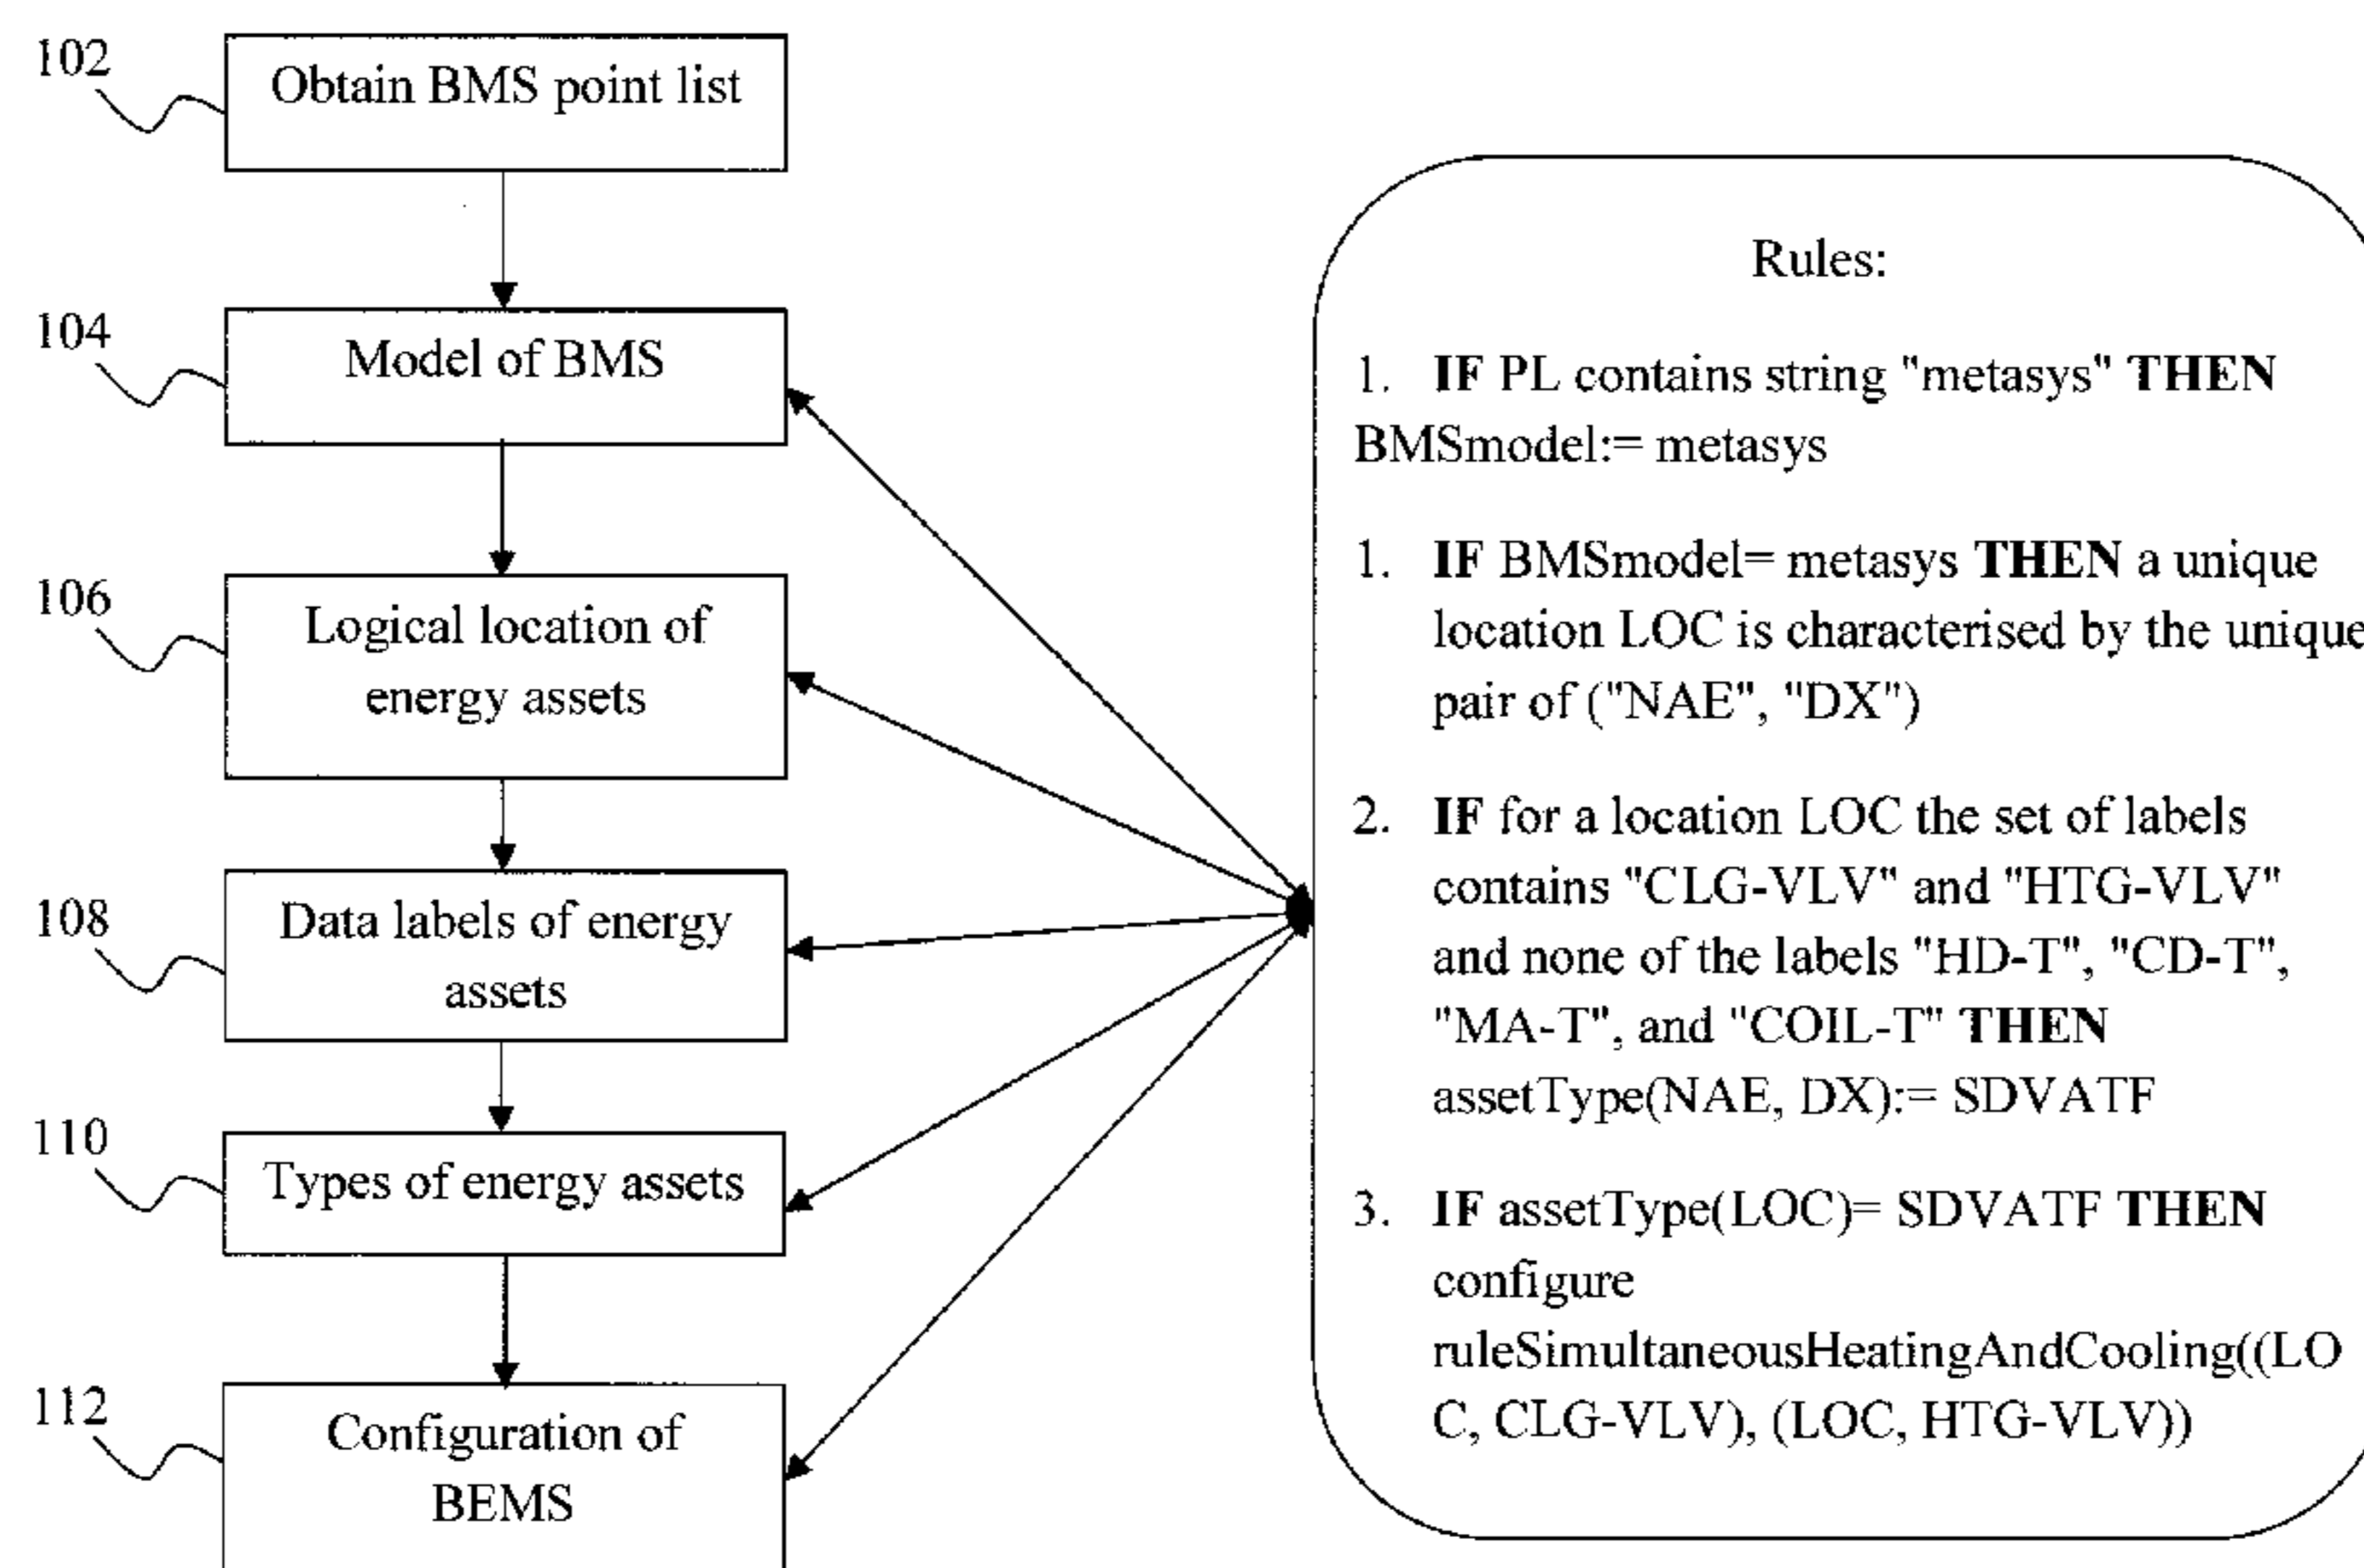 102
Obtain BMS point list
104
Model of BMS
106
Logical location of
energy assets
108
Data labels of energy
assets
110
Types of energy assets
112
Configuration of
BEMS
Rules:
1. IF PL contains string "metasys" THEN
BMSmodel:= metasys
1. IF BMSmodel= metasys THEN a unique
location LOC is characterised by the unique
pair of ("NAE", "DX")
2. IF for a location LOC the set of labels
contains "CLG-VLV" and "HTG-VLV"
and none of the labels "HD-T", "CD-T",
"MA-T", and "COIL-T" THEN
assetType(NAE, DX):= SDVATF
3. IF assetType(LOC)= SDVATF THEN
configure
ruleSimultaneousHeatingAndCooling((LO
C, CLG-VLV), (LOC, HTG-VLV))